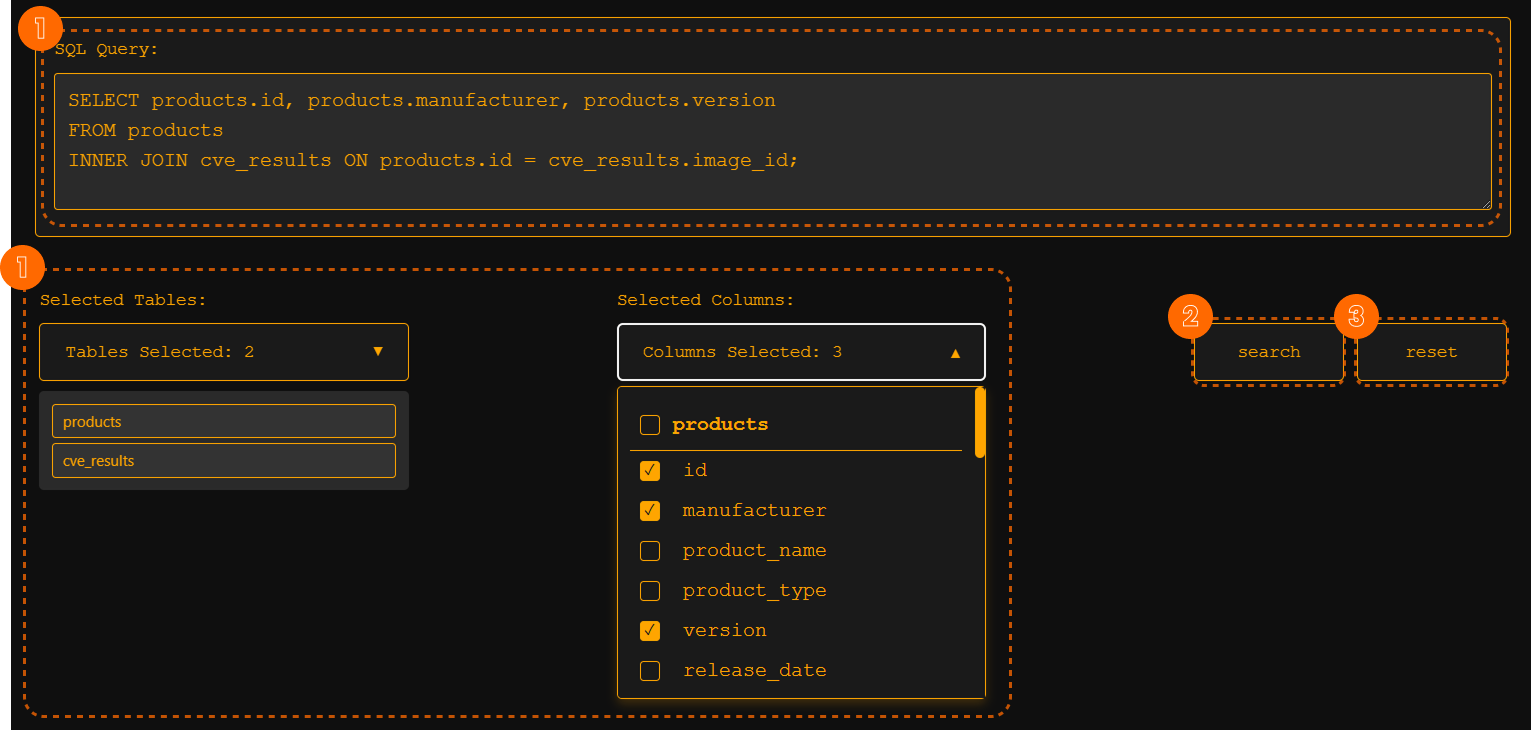 1
SQL Query:
SELECT products.id, products.manufacturer, products.version
FROM products
INNER JOIN cve_results ON products.id = cve_results.image_id;
1
Selected Tables:
Tables Selected: 2 ▼
products
cve_results
Selected Columns:
Columns Selected: 3 ▲
products
✓ id
✓ manufacturer
product_name
product_type
✓ version
release_date
2
search
3
reset